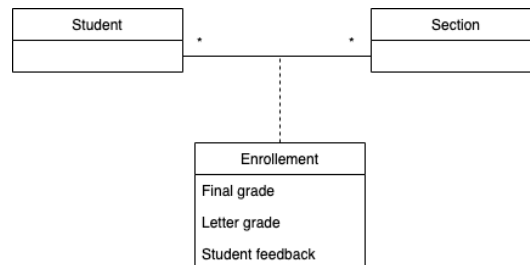 Student
Section
*
*
Enrollement
Final grade
Letter grade
Student feedback